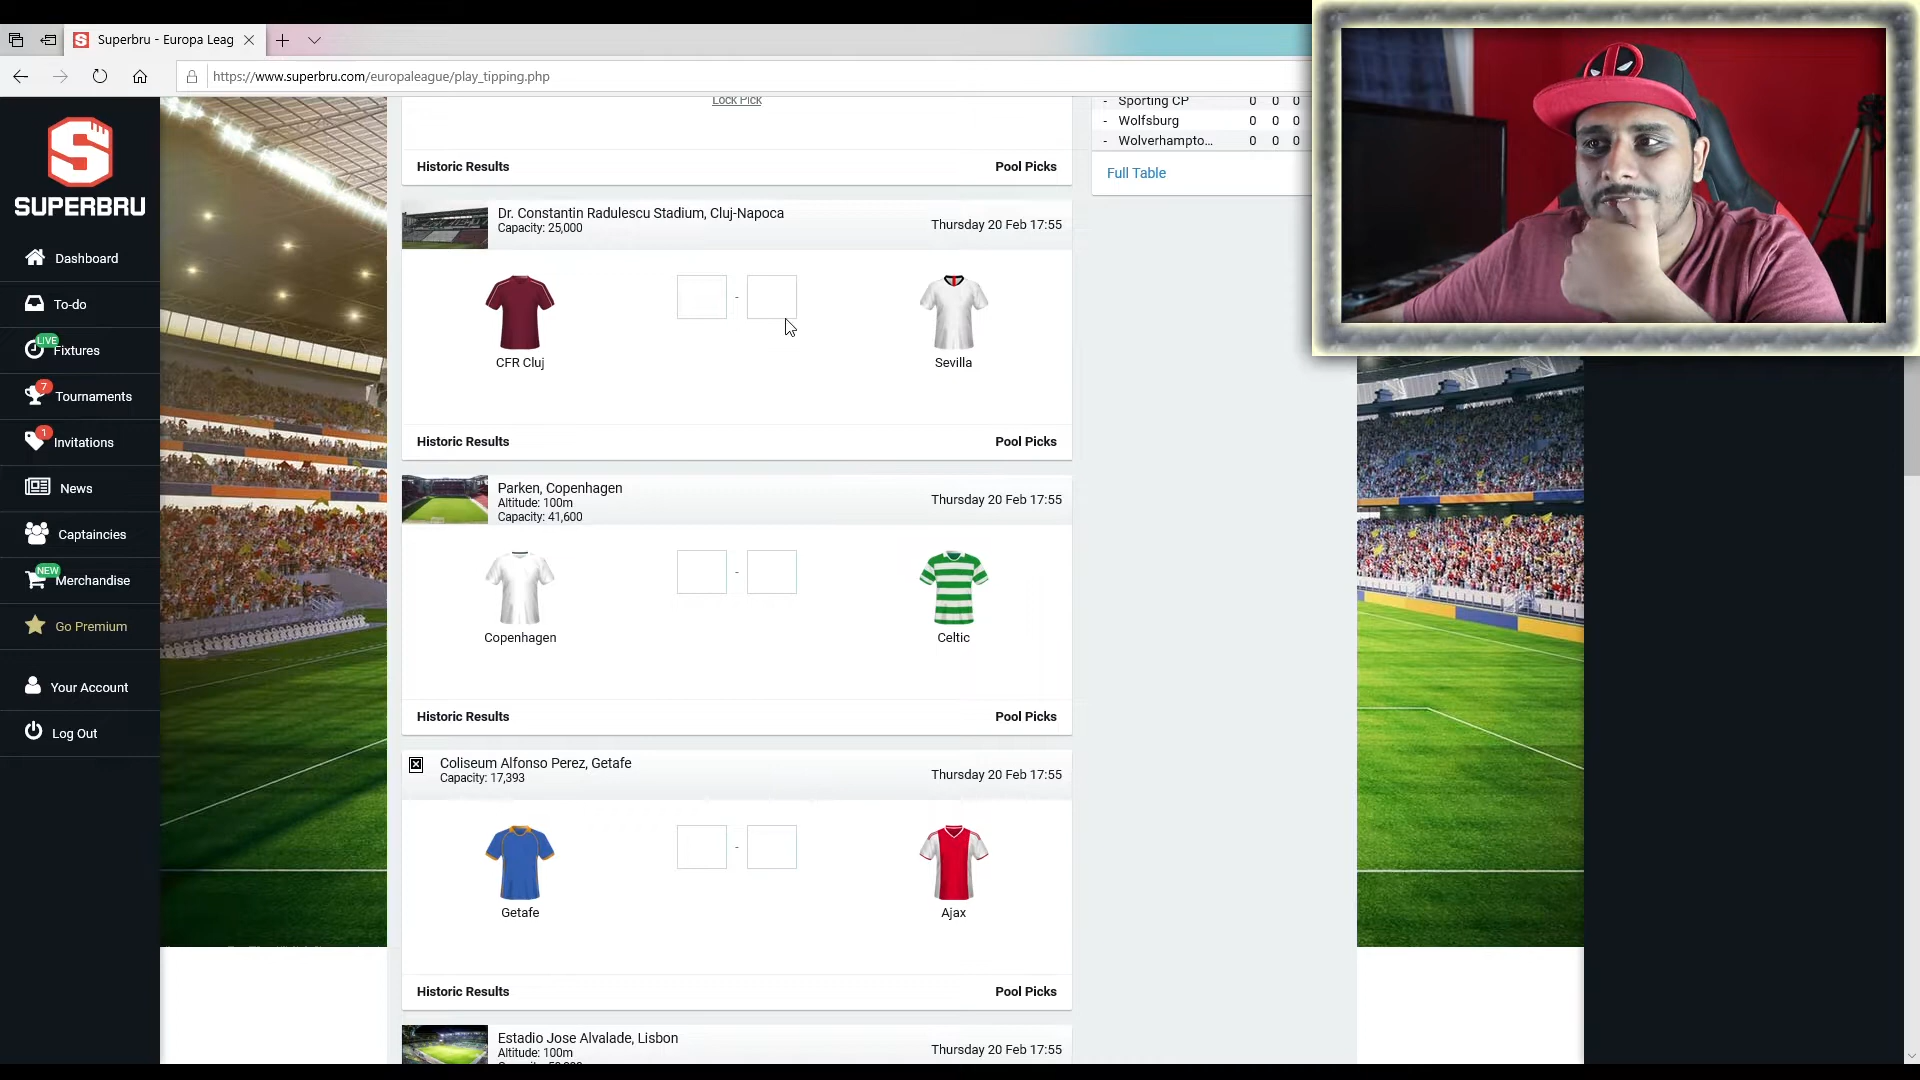 Superbru - Europa Leag
https://www.superbru.com/europaleague/play_tipping.php
SUPERBRU
Dashboard
To-do
LIVE
Fixtures
7
Tournaments
1
Invitations
News
Captaincies
NEW
Merchandise
Go Premium
Your Account
Log Out
Lock Pick
Historic Results
Pool Picks
Dr. Constantin Radulescu Stadium, Cluj-Napoca
Capacity: 25,000
Thursday 20 Feb 17:55
-
CFR Cluj
Sevilla
Historic Results
Pool Picks
Parken, Copenhagen
Altitude: 100m
Capacity: 41,600
Thursday 20 Feb 17:55
-
Copenhagen
Celtic
Historic Results
Pool Picks
Coliseum Alfonso Perez, Getafe
Capacity: 17,393
Thursday 20 Feb 17:55
-
Getafe
Ajax
Historic Results
Pool Picks
Estadio Jose Alvalade, Lisbon
Altitude: 100m
Thursday 20 Feb 17:55
- Sporting CP 0 0 0
- Wolfsburg 0 0 0
- Wolverhampto... 0 0 0
Full Table